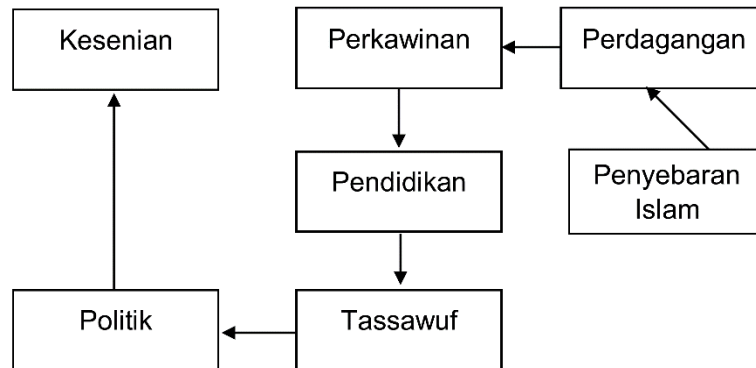 Kesenian
Perkawinan
Perdagangan
Pendidikan
Penyebaran
Islam
Politik
Tassawuf